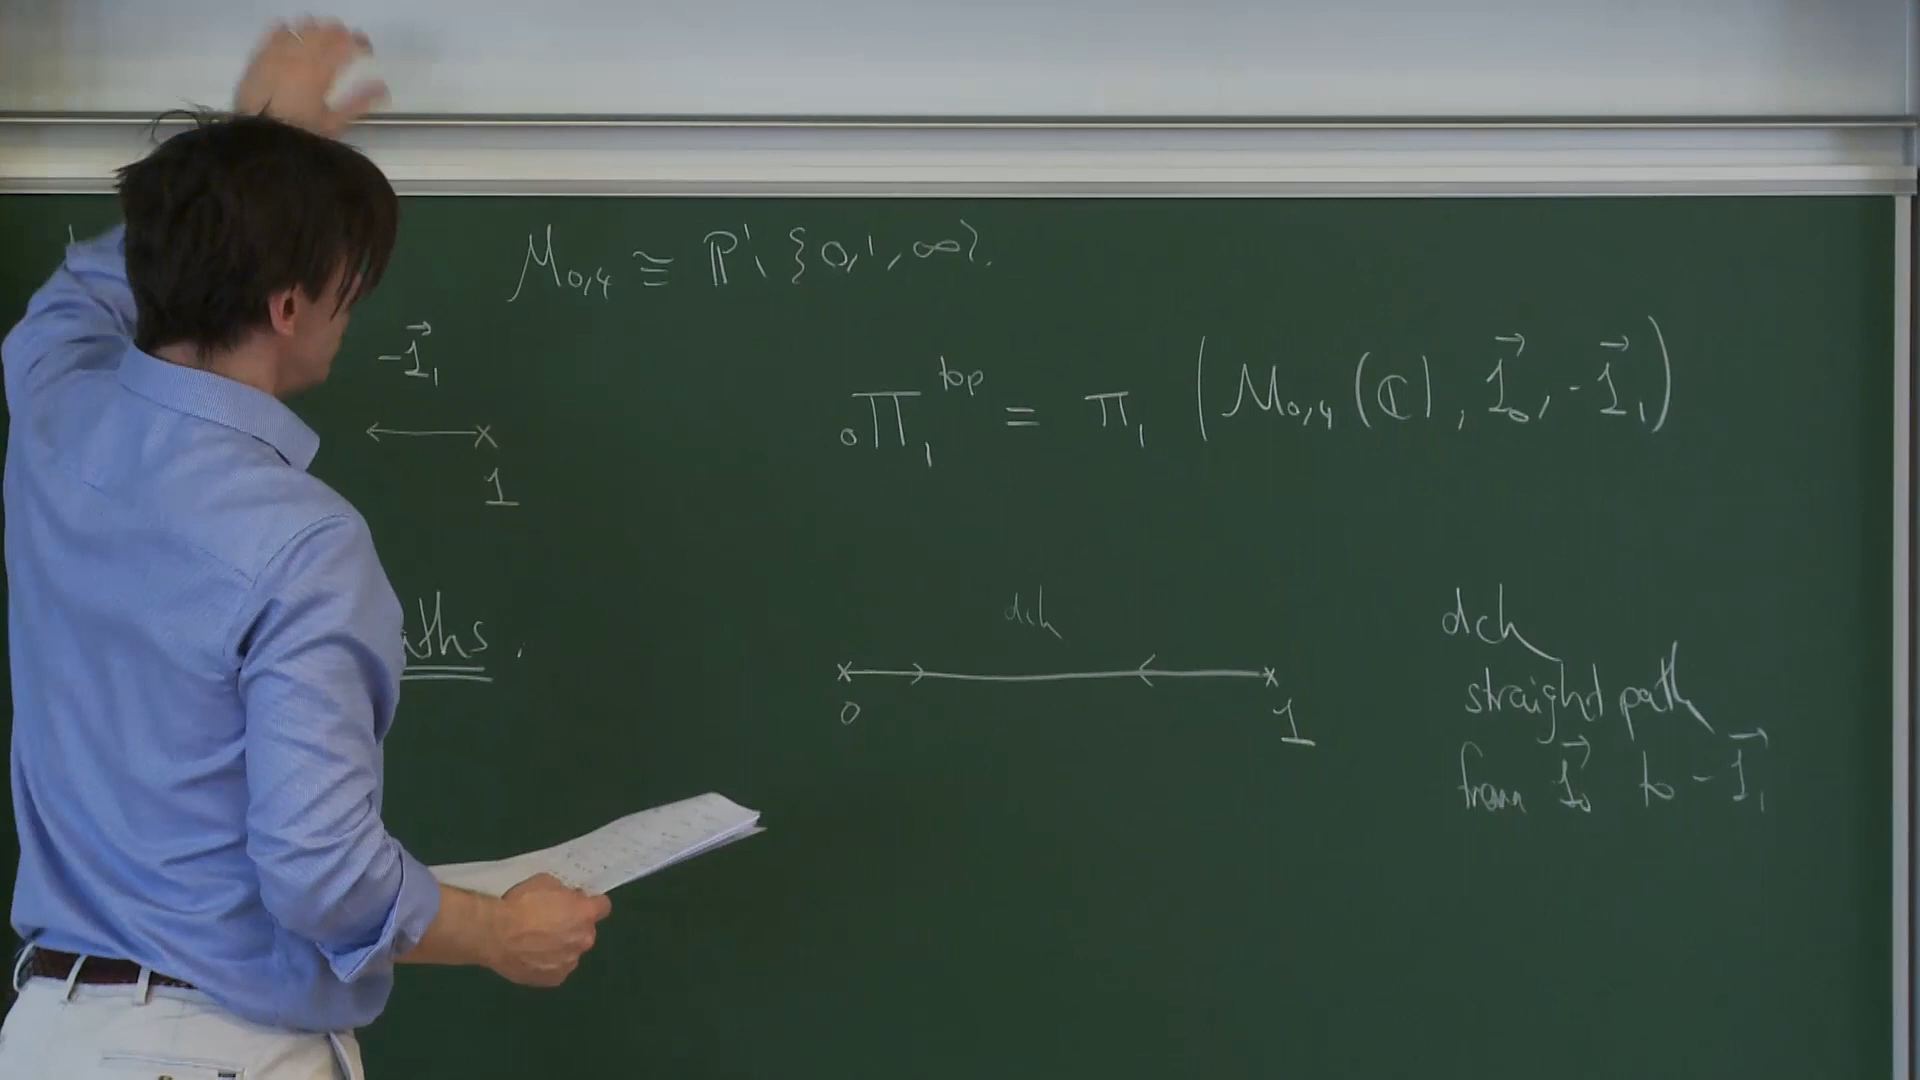 M₀,₄ ≅ ℙ¹ \ {0, 1, ∞}.
-1⃗₁
1
₀Π₁^top = π₁ (M₀,₄(ℂ), 1⃗₀, -1⃗₁)
dch
0 1
dch
straight path
from 1⃗₀ to -1⃗₁